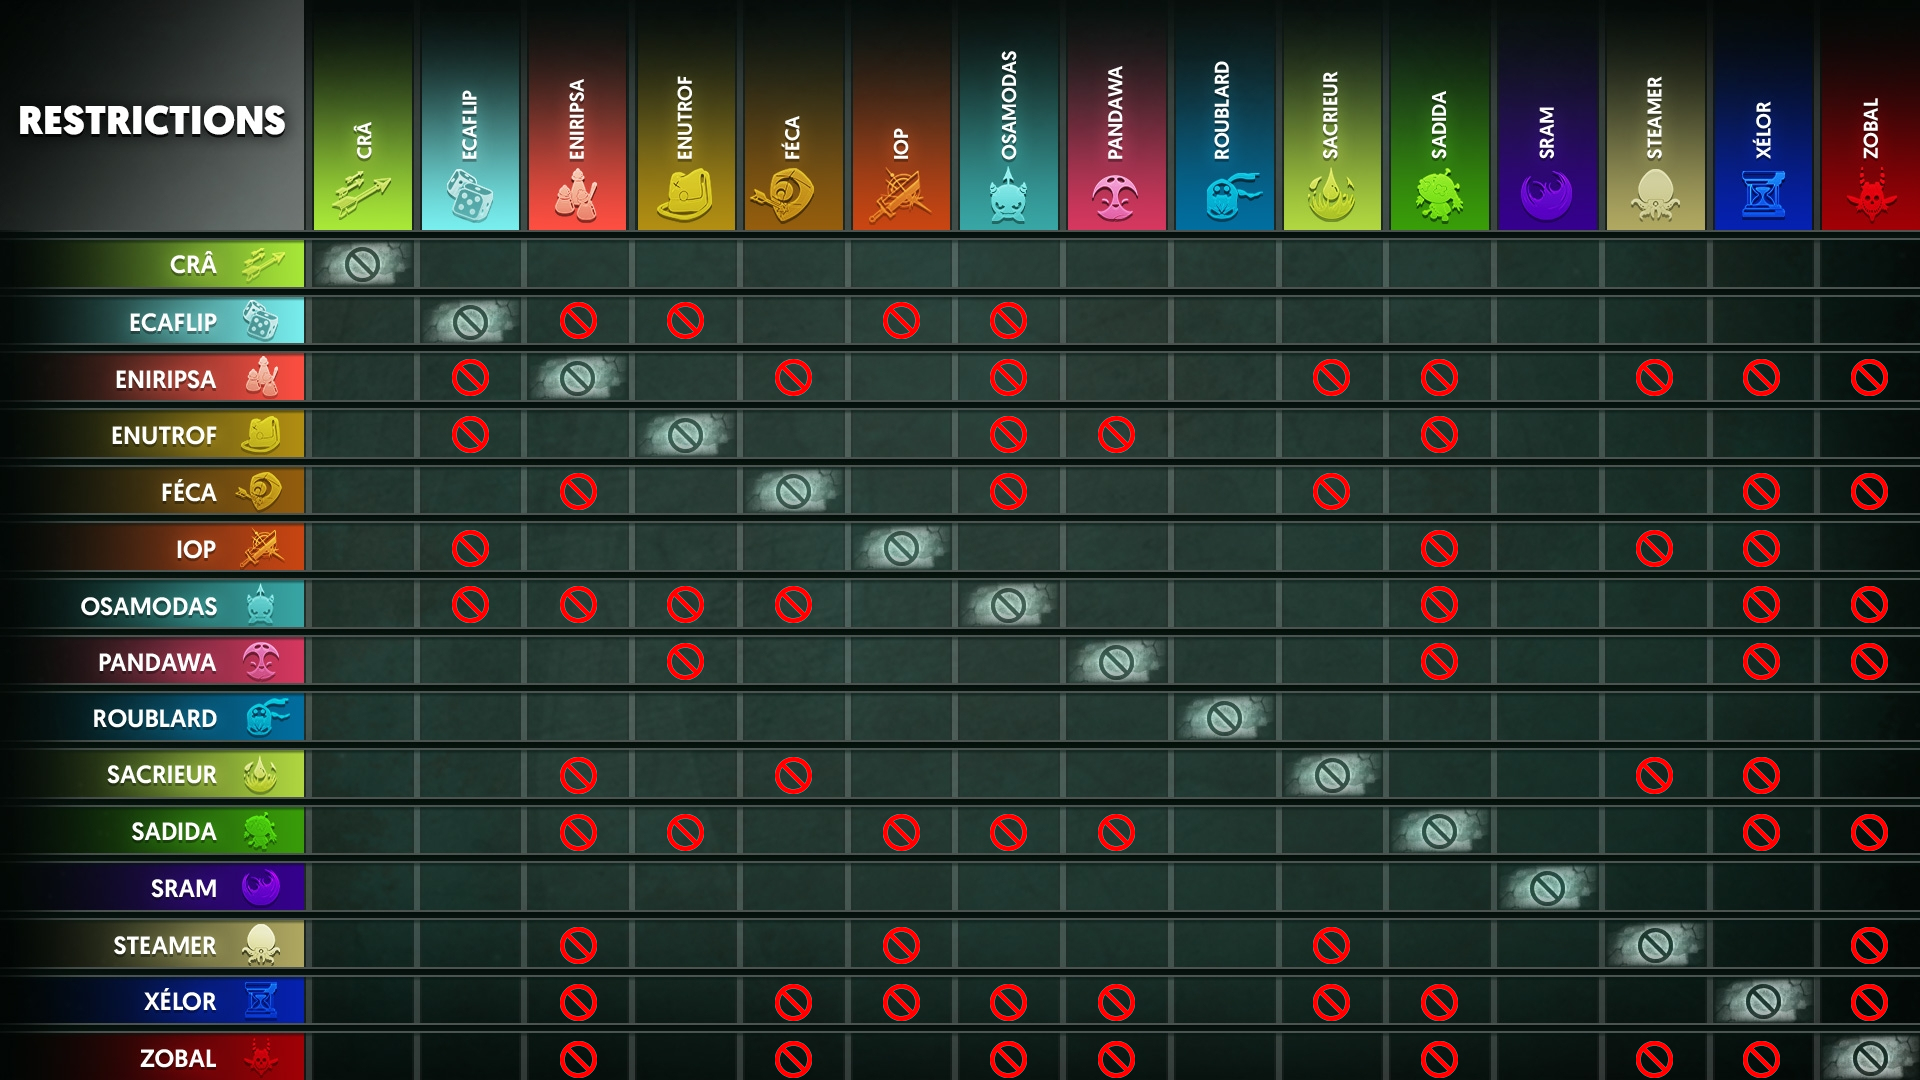 RESTRICTIONS
CRÂ
ECAFLIP
ENIRIPSA
ENUTROF
FÉCA
IOP
OSAMODAS
PANDAWA
ROUBLARD
SACRIEUR
SADIDA
SRAM
STEAMER
XÉLOR
ZOBAL
CRÂ
ECAFLIP
ENIRIPSA
ENUTROF
FÉCA
IOP
OSAMODAS
PANDAWA
ROUBLARD
SACRIEUR
SADIDA
SRAM
STEAMER
XÉLOR
ZOBAL